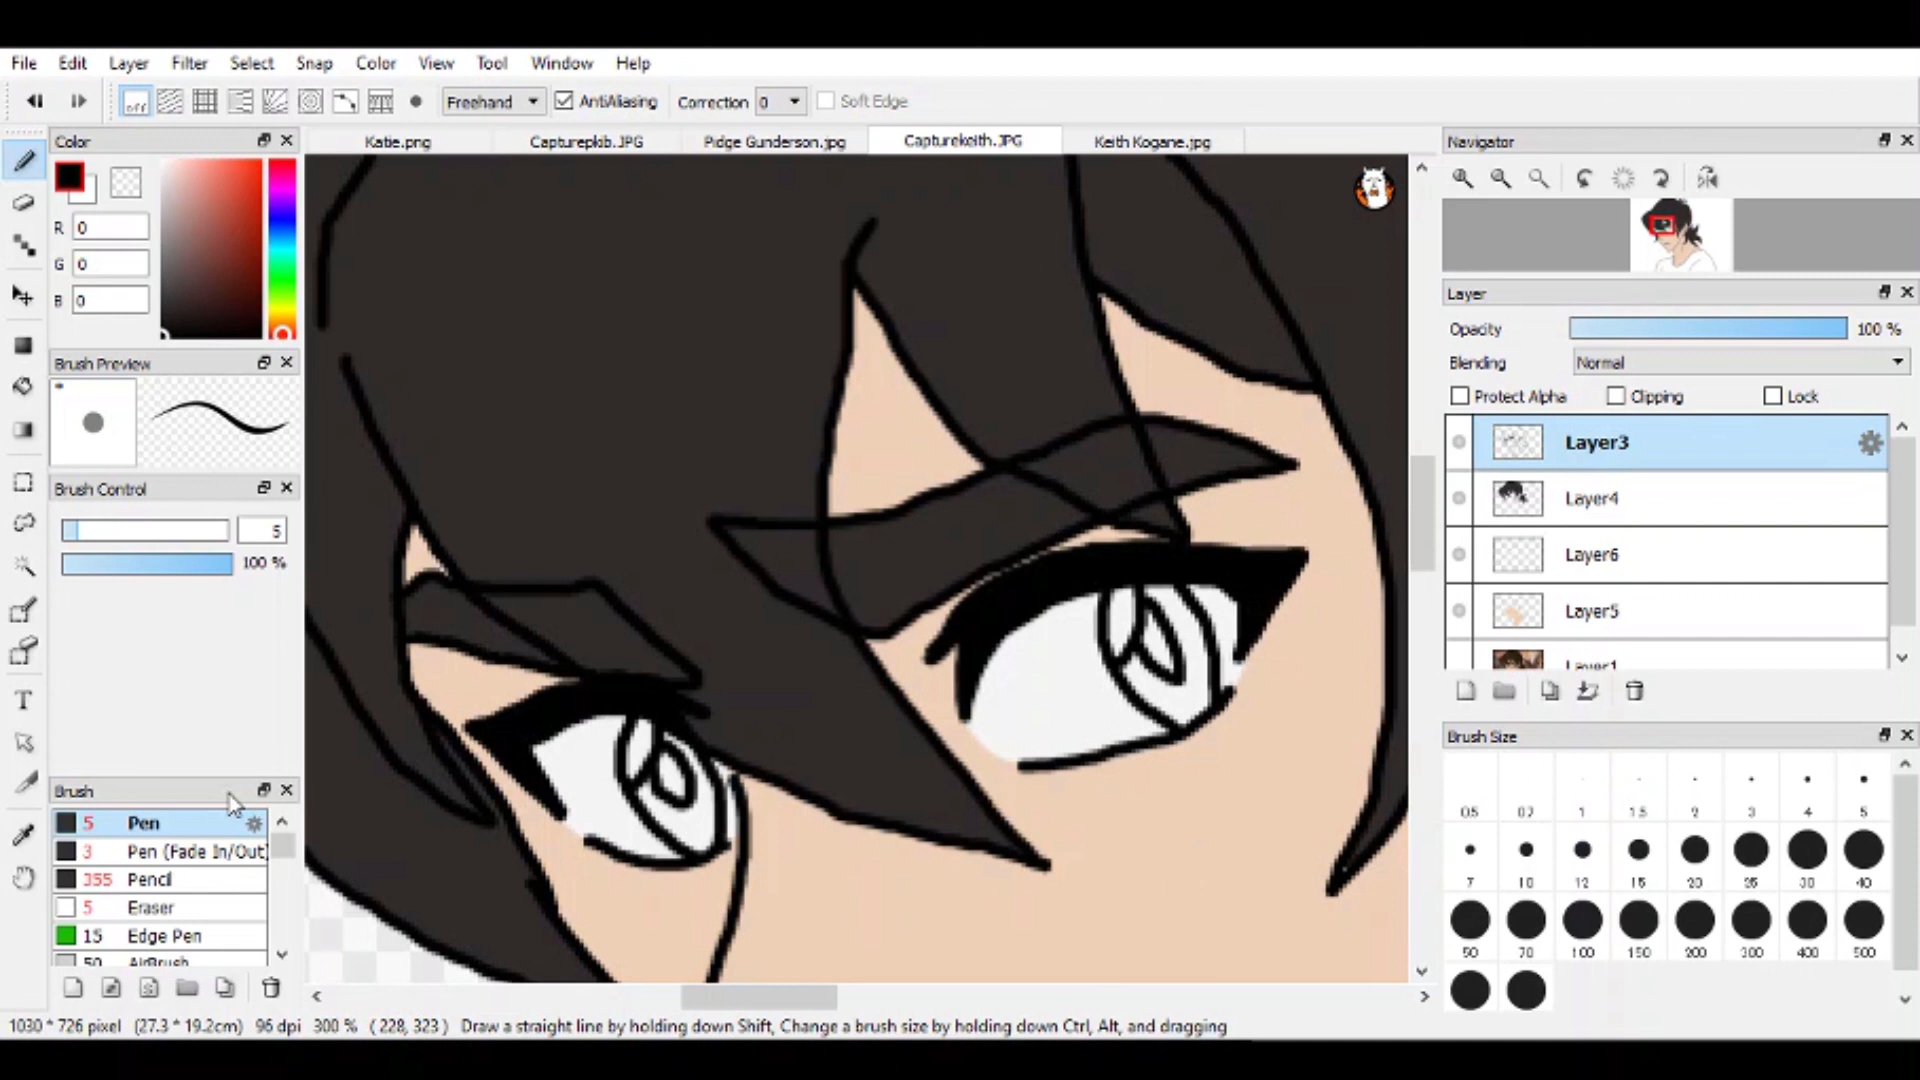 File Edit Layer Filter Select Snap Color View Tool Window Help
off Freehand AntiAliasing Correction 0 Soft Edge
Color
Katie.png Capturepkib.JPG Pidge Gunderson.jpg Capturekeith.JPG Keith Kogane.jpg
Navigator
R 0
G 0
B 0
Layer
Opacity 100 %
Blending Normal
Protect Alpha Clipping Lock
Brush Preview
Layer3
Brush Control
Layer4
5
100 %
Layer6
Layer5
Layer1
Brush Size
Brush
5 Pen
3 Pen (Fade In/Out)
355 Pencil
5 Eraser
15 Edge Pen
50 AirBrush
0.5 0.7 1 1.5 2 3 4 5
7 10 12 15 20 25 30 40
50 70 100 150 200 300 400 500
T
1030 * 726 pixel (27.3 * 19.2cm) 96 dpi 300 % ( 228, 323 ) Draw a straight line by holding down Shift, Change a brush size by holding down Ctrl, Alt, and dragging